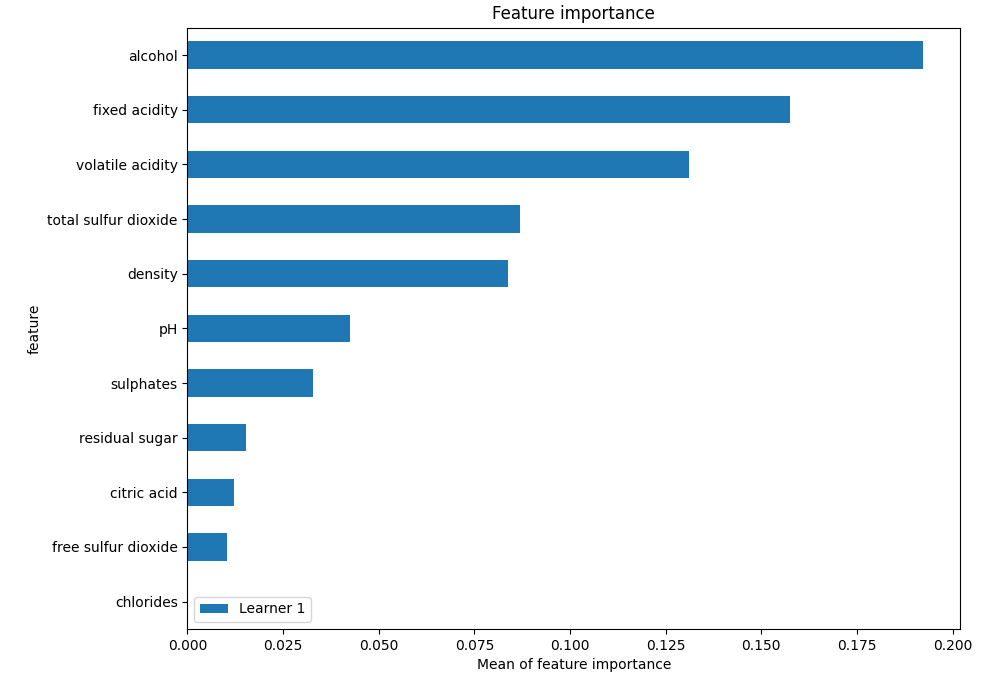 Feature importance
alcohol
fixed acidity
volatile acidity
total sulfur dioxide
density
pH
sulphates
residual sugar
citric acid
free sulfur dioxide
chlorides
feature
Learner 1
0.000 0.025 0.050 0.075 0.100 0.125 0.150 0.175 0.200
Mean of feature importance